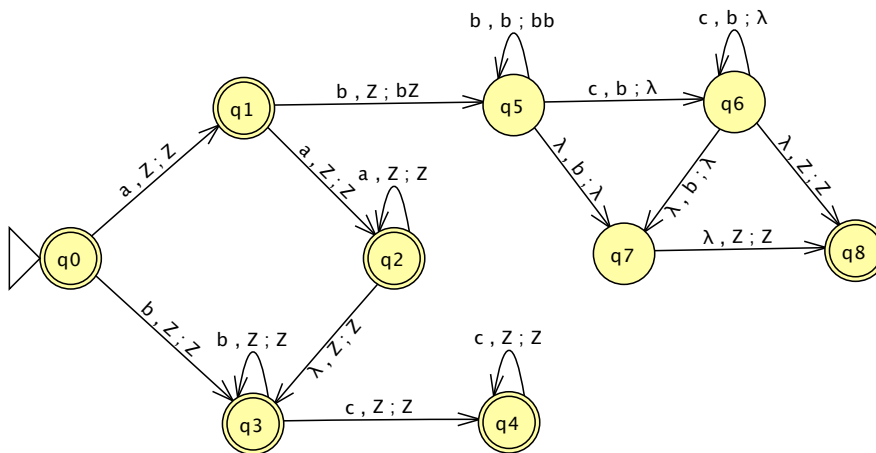 b , b ; bb
c , b ; λ
q1
b , Z ; bZ
q5
c , b ; λ
q6
a , Z ; Z
a , Z ; Z
a , Z ; Z
λ , b ; λ
λ , b ; λ
λ , Z ; Z
q0
q2
q7
λ , Z ; Z
q8
b , Z ; Z
b , Z ; Z
λ , Z ; Z
c , Z ; Z
q3
c , Z ; Z
q4